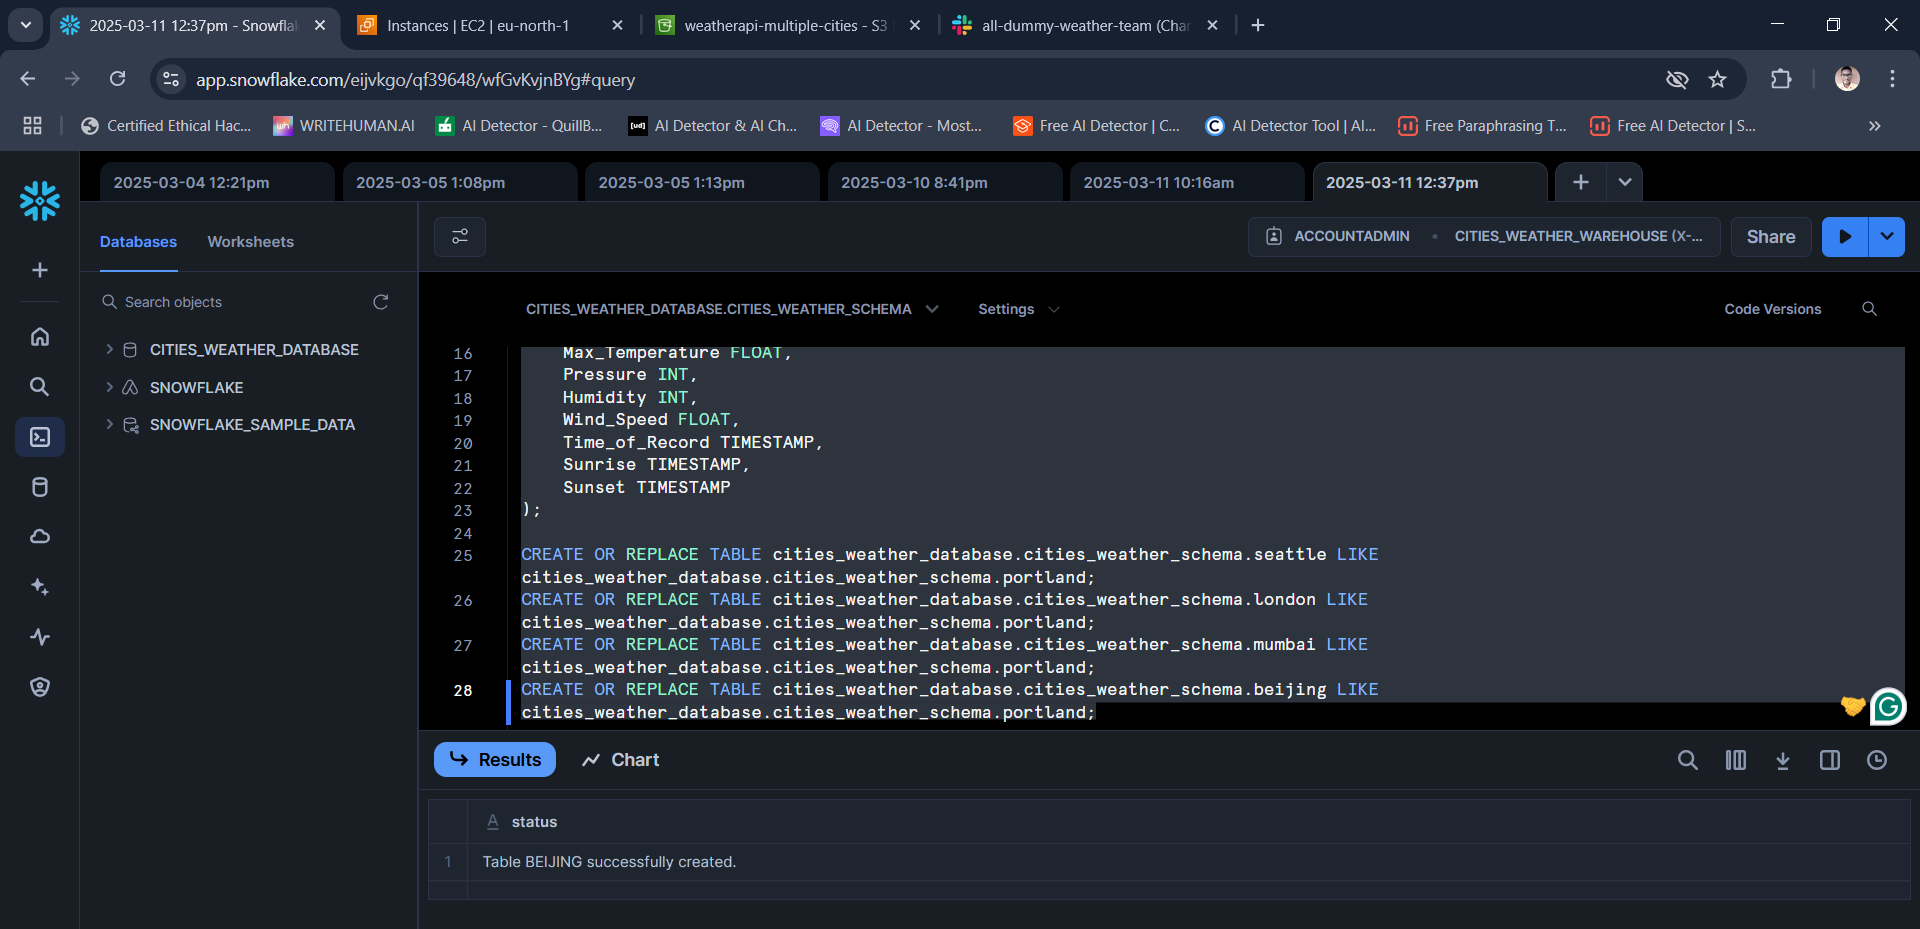 2025-03-11 12:37pm - Snowfla
Instances | EC2 | eu-north-1
weatherapi-multiple-cities - S3
all-dummy-weather-team (Chan
app.snowflake.com/eijvkgo/qf39648/wfGvKvjnBYg#query
Certified Ethical Hac...
WRITEHUMAN.AI
AI Detector - QuillB...
AI Detector & AI Ch...
AI Detector - Most...
Free AI Detector | C...
AI Detector Tool | AI...
Free Paraphrasing T...
Free AI Detector | S...
2025-03-04 12:21pm
2025-03-05 1:08pm
2025-03-05 1:13pm
2025-03-10 8:41pm
2025-03-11 10:16am
2025-03-11 12:37pm
Databases
Worksheets
ACCOUNTADMIN
CITIES_WEATHER_WAREHOUSE (X-...
Share
Search objects
CITIES_WEATHER_DATABASE
SNOWFLAKE
SNOWFLAKE_SAMPLE_DATA
CITIES_WEATHER_DATABASE.CITIES_WEATHER_SCHEMA
Settings
Code Versions
16 Max_Temperature FLOAT,
17 Pressure INT,
18 Humidity INT,
19 Wind_Speed FLOAT,
20 Time_of_Record TIMESTAMP,
21 Sunrise TIMESTAMP,
22 Sunset TIMESTAMP
23 );
24
25 CREATE OR REPLACE TABLE cities_weather_database.cities_weather_schema.seattle LIKE
cities_weather_database.cities_weather_schema.portland;
26 CREATE OR REPLACE TABLE cities_weather_database.cities_weather_schema.london LIKE
cities_weather_database.cities_weather_schema.portland;
27 CREATE OR REPLACE TABLE cities_weather_database.cities_weather_schema.mumbai LIKE
cities_weather_database.cities_weather_schema.portland;
28 CREATE OR REPLACE TABLE cities_weather_database.cities_weather_schema.beijing LIKE
cities_weather_database.cities_weather_schema.portland;
Results
Chart
A status
1 Table BEIJING successfully created.